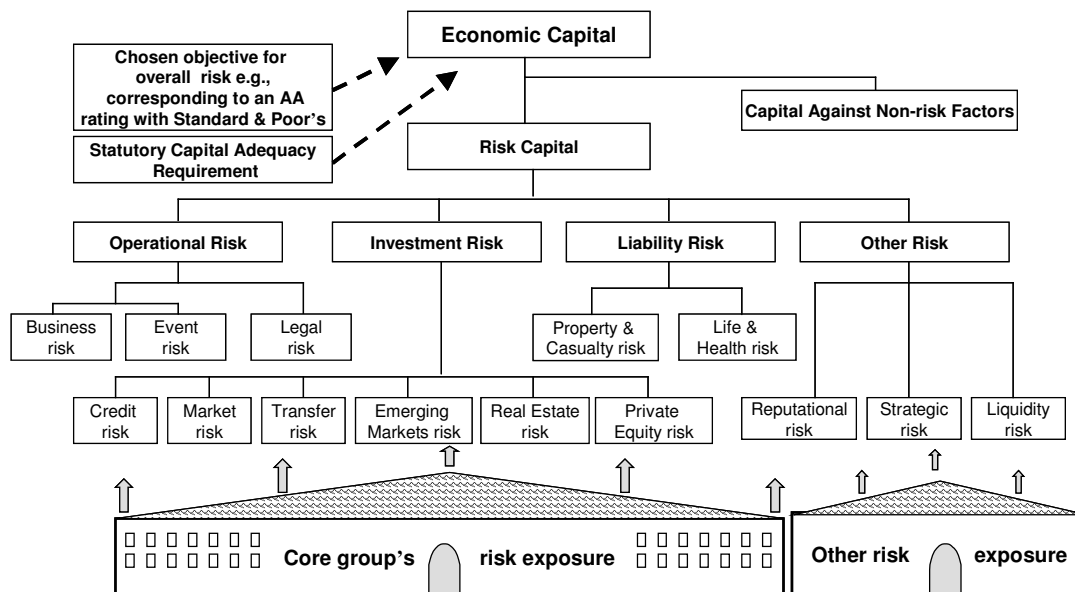 Economic Capital
Chosen objective for
overall risk e.g.,
corresponding to an AA
rating with Standard & Poor's
Capital Against Non-risk Factors
Statutory Capital Adequacy
Requirement
Risk Capital
Operational Risk
Investment Risk
Liability Risk
Other Risk
Business
risk
Event
risk
Legal
risk
Property &
Casualty risk
Life &
Health risk
Credit
risk
Market
risk
Transfer
risk
Emerging
Markets risk
Real Estate
risk
Private
Equity risk
Reputational
risk
Strategic
risk
Liquidity
risk
Core group's risk exposure
Other risk exposure